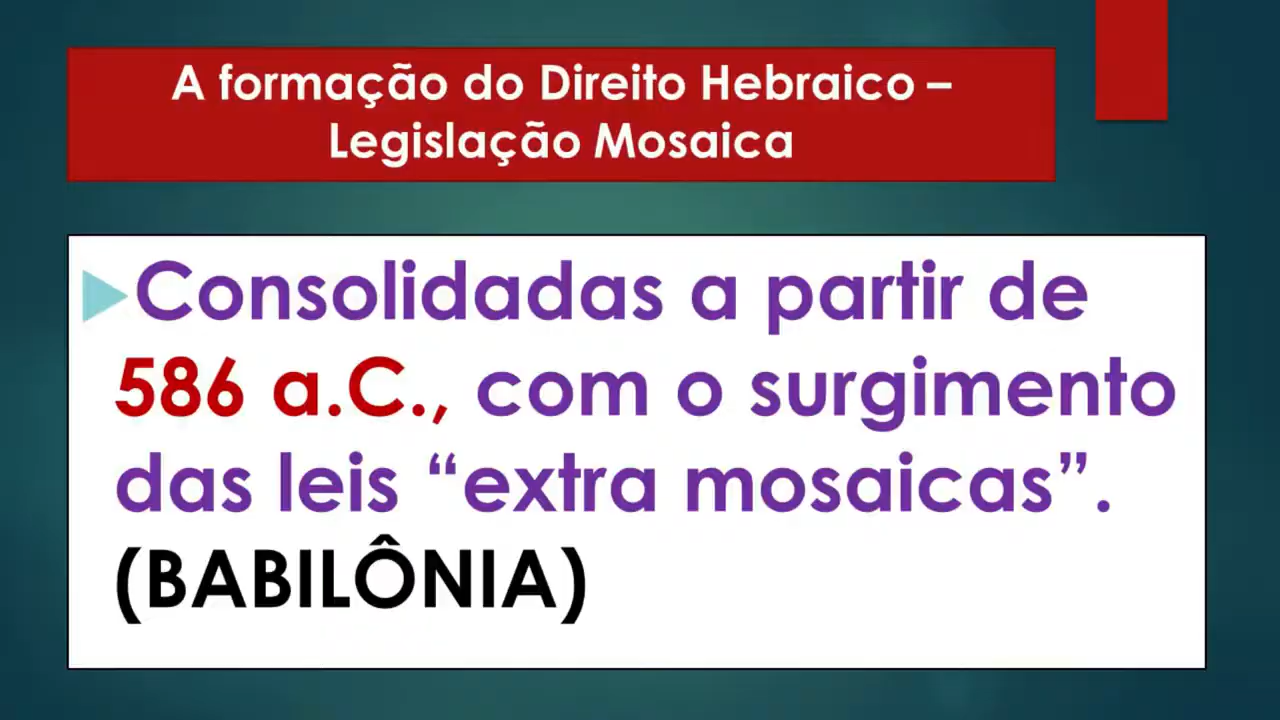 A formação do Direito Hebraico –
Legislação Mosaica
Consolidadas a partir de
586 a.C., com o surgimento
das leis “extra mosaicas”.
(BABILÔNIA)